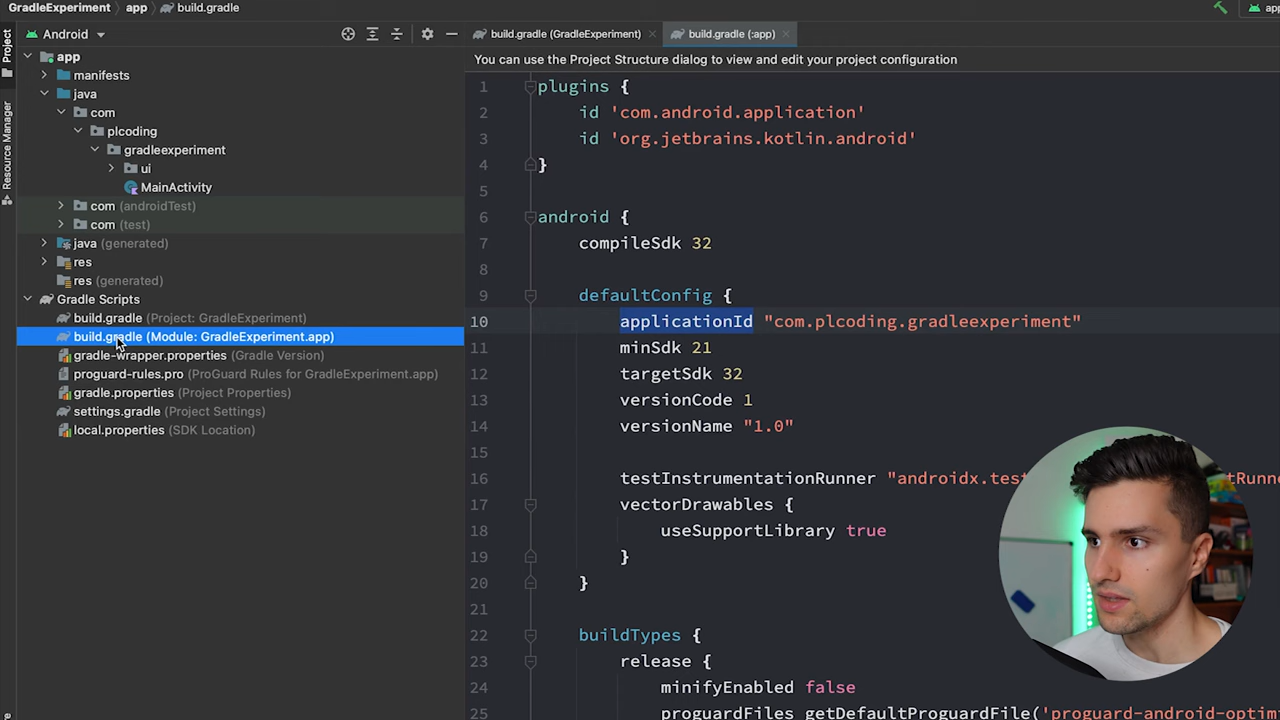 GradleExperiment app build.gradle
app
Project
Resource Manager
Android
build.gradle (GradleExperiment)
build.gradle (:app)
You can use the Project Structure dialog to view and edit your project configuration
app
manifests
java
com
plcoding
gradleexperiment
ui
MainActivity
com (androidTest)
com (test)
java (generated)
res
res (generated)
Gradle Scripts
build.gradle (Project: GradleExperiment)
build.gradle (Module: GradleExperiment.app)
gradle-wrapper.properties (Gradle Version)
proguard-rules.pro (ProGuard Rules for GradleExperiment.app)
gradle.properties (Project Properties)
settings.gradle (Project Settings)
local.properties (SDK Location)
1 plugins {
2 id 'com.android.application'
3 id 'org.jetbrains.kotlin.android'
4 }
5
6 android {
7 compileSdk 32
8
9 defaultConfig {
10 applicationId "com.plcoding.gradleexperiment"
11 minSdk 21
12 targetSdk 32
13 versionCode 1
14 versionName "1.0"
15
16 testInstrumentationRunner "androidx.tes tRunner
17 vectorDrawables {
18 useSupportLibrary true
19 }
20 }
21
22 buildTypes {
23 release {
24 minifyEnabled false
25 proguardFiles getDefaultProguardFile('proguard-android-optim